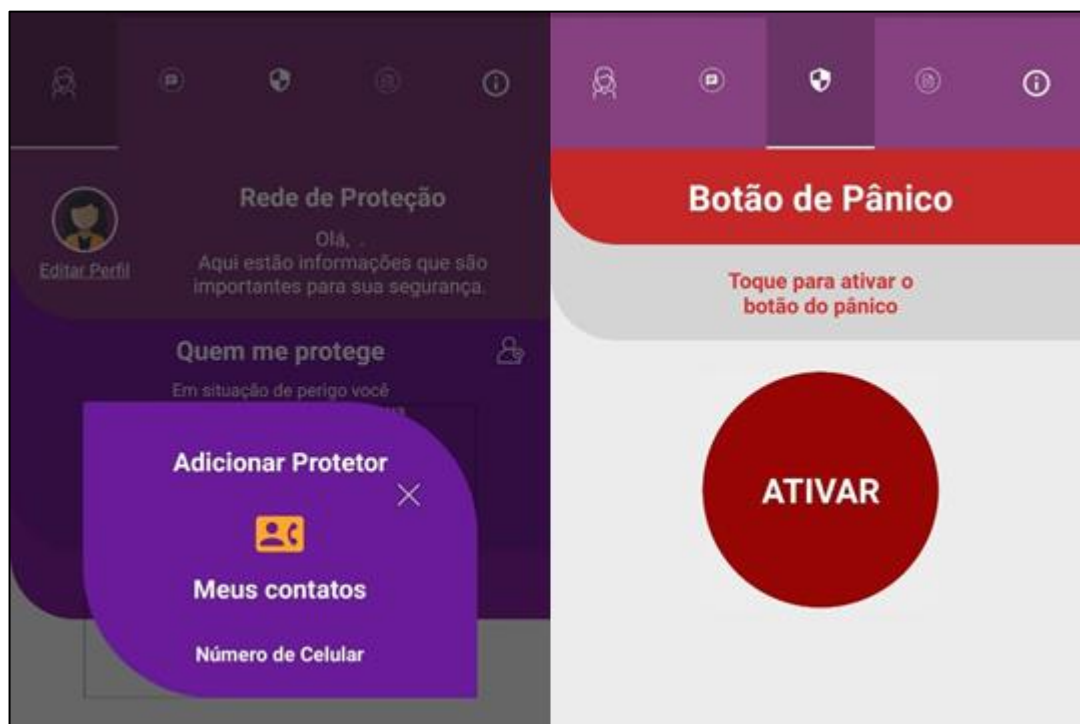 Rede de Proteção
Olá, .
Aqui estão informações que são
importantes para sua segurança.
Editar Perfil
Quem me protege
Em situação de perigo você
Adicionar Protetor
Meus contatos
Número de Celular
Botão de Pânico
Toque para ativar o
botão do pânico
ATIVAR